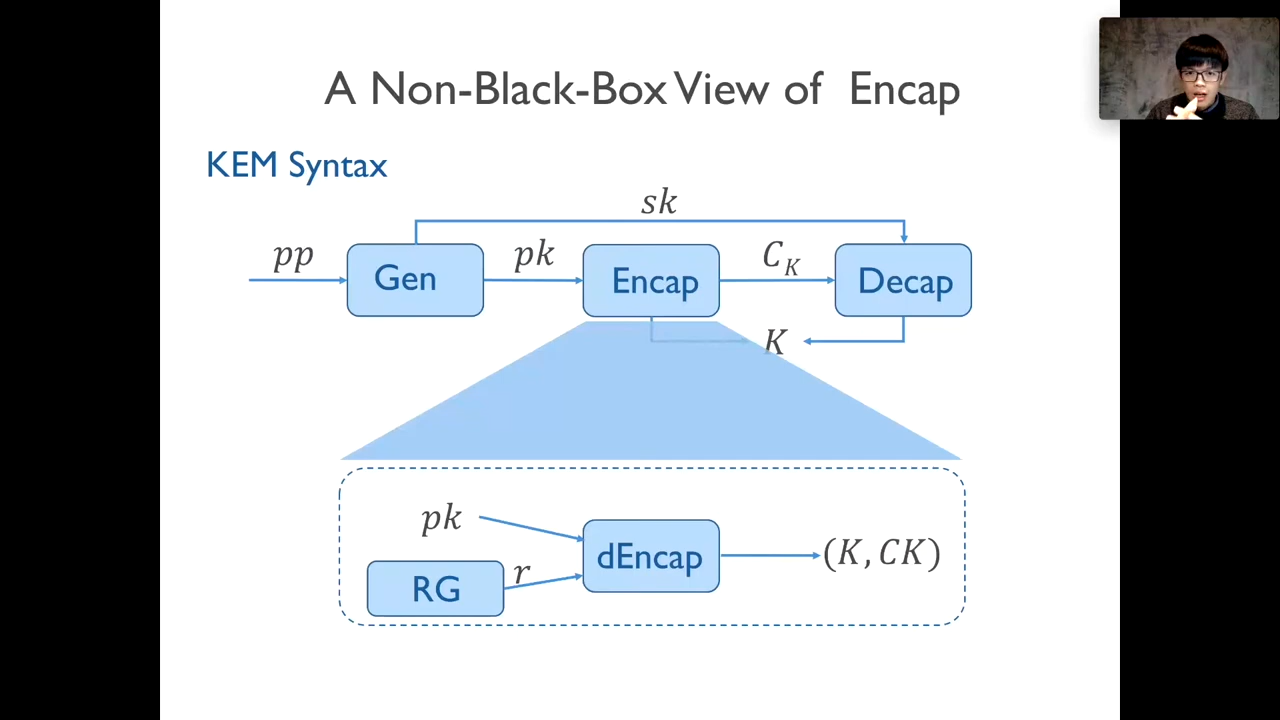 A Non-Black-Box View of Encap
KEM Syntax
sk
pp
Gen
pk
Encap
C_K
Decap
K
pk
RG
r
dEncap
(K, CK)